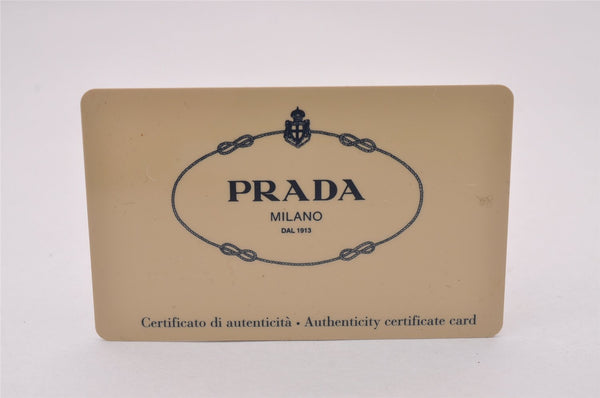 PRADA
MILANO
DAL 1913
Certificato di autenticità • Authenticity certificate card